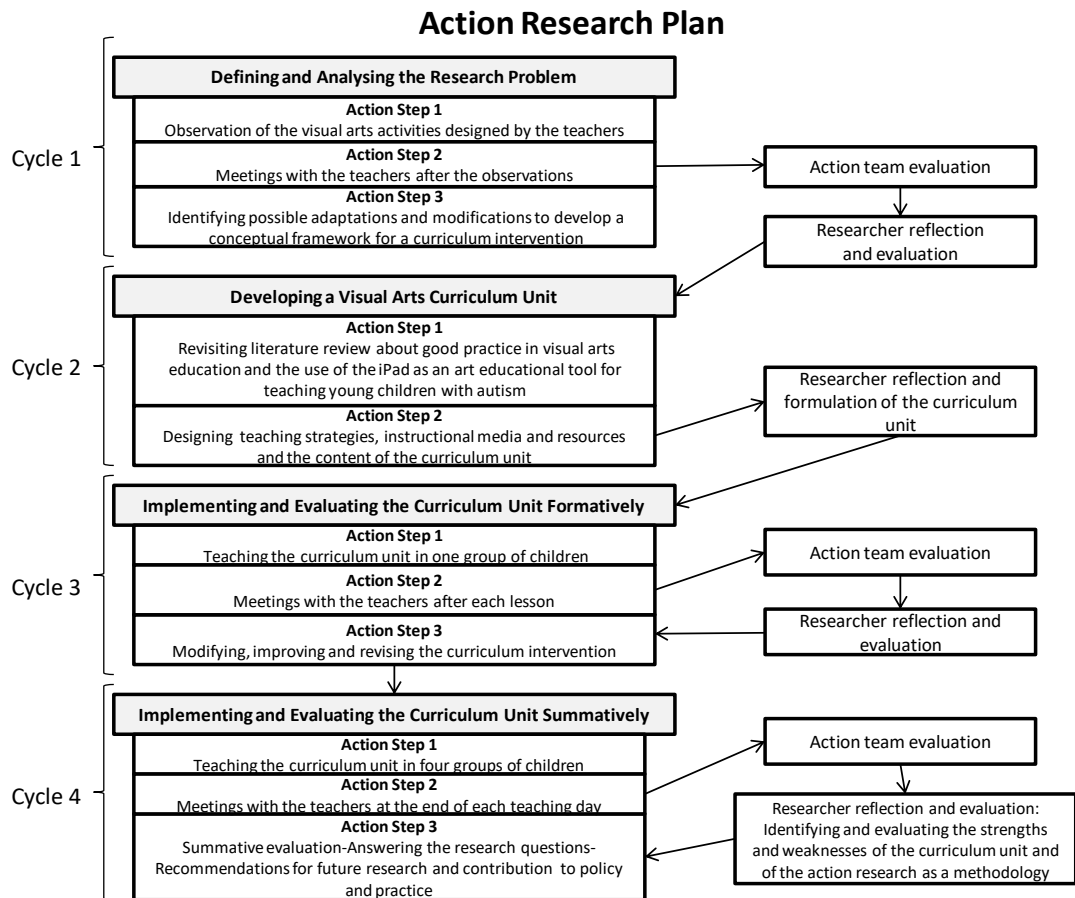 Action Research Plan
Cycle 1
Defining and Analysing the Research Problem
Action Step 1
Observation of the visual arts activities designed by the teachers
Action Step 2
Meetings with the teachers after the observations
Action Step 3
Identifying possible adaptations and modifications to develop a
conceptual framework for a curriculum intervention
Action team evaluation
Researcher reflection
and evaluation
Cycle 2
Developing a Visual Arts Curriculum Unit
Action Step 1
Revisiting literature review about good practice in visual arts
education and the use of the iPad as an art educational tool for
teaching young children with autism
Action Step 2
Designing teaching strategies, instructional media and resources
and the content of the curriculum unit
Researcher reflection and
formulation of the curriculum
unit
Cycle 3
Implementing and Evaluating the Curriculum Unit Formatively
Action Step 1
Teaching the curriculum unit in one group of children
Action Step 2
Meetings with the teachers after each lesson
Action Step 3
Modifying, improving and revising the curriculum intervention
Action team evaluation
Researcher reflection and
evaluation
Cycle 4
Implementing and Evaluating the Curriculum Unit Summatively
Action Step 1
Teaching the curriculum unit in four groups of children
Action Step 2
Meetings with the teachers at the end of each teaching day
Action Step 3
Summative evaluation-Answering the research questions-
Recommendations for future research and contribution to policy
and practice
Action team evaluation
Researcher reflection and evaluation:
Identifying and evaluating the strengths
and weaknesses of the curriculum unit and
of the action research as a methodology